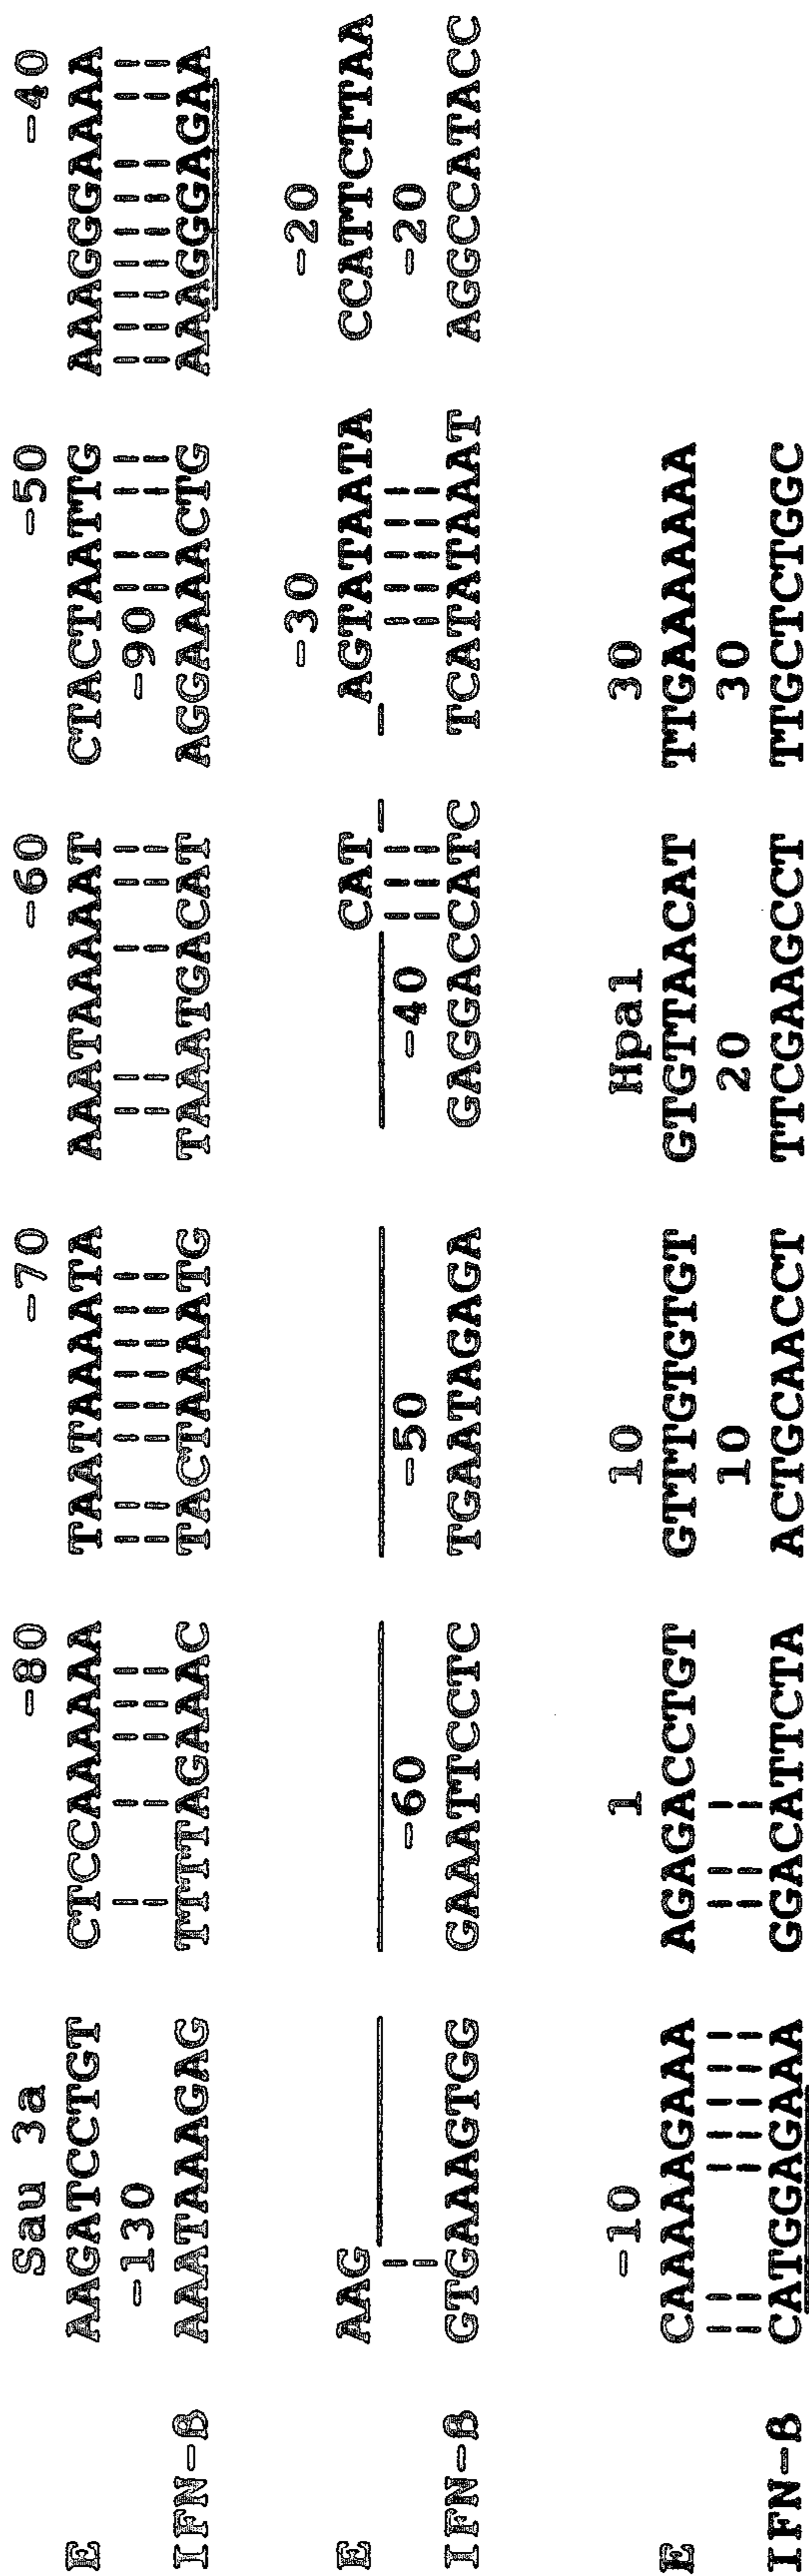 Sau 3a -80 -70 -60 -50 -40
E AAGATCCTGT CTCCAAAAAA TAATAAAATA AAATAAAAAT CTACTAATTG AAAGGGAAAA
-130 -90
IFN-β AAATAAAGAG TTTTAGAAAC TACTAAAATG TAAATGACAT AGGAAAACTG AAAGGGAGAA
-30 -20
E AAG CAT AGTATAATA CCATTCTTAA
-60 -50 -40 -20
IFN-β GTGAAAGTGG GAAATTCCTC TGAATAGAGA GAGGACCATC TCATATAAAT AGGCCATACC
-10 1 10 Hpa1 30
E CAAAAAGAAA AGAGACCTGT GTTTGTGTGT GTGTTAACAT TTGAAAAAAA
10 20 30
IFN-β CATGGAGAAA GGACATTCTA ACTGCAACCT TTCGAAGCCT TTGCTCTGGC